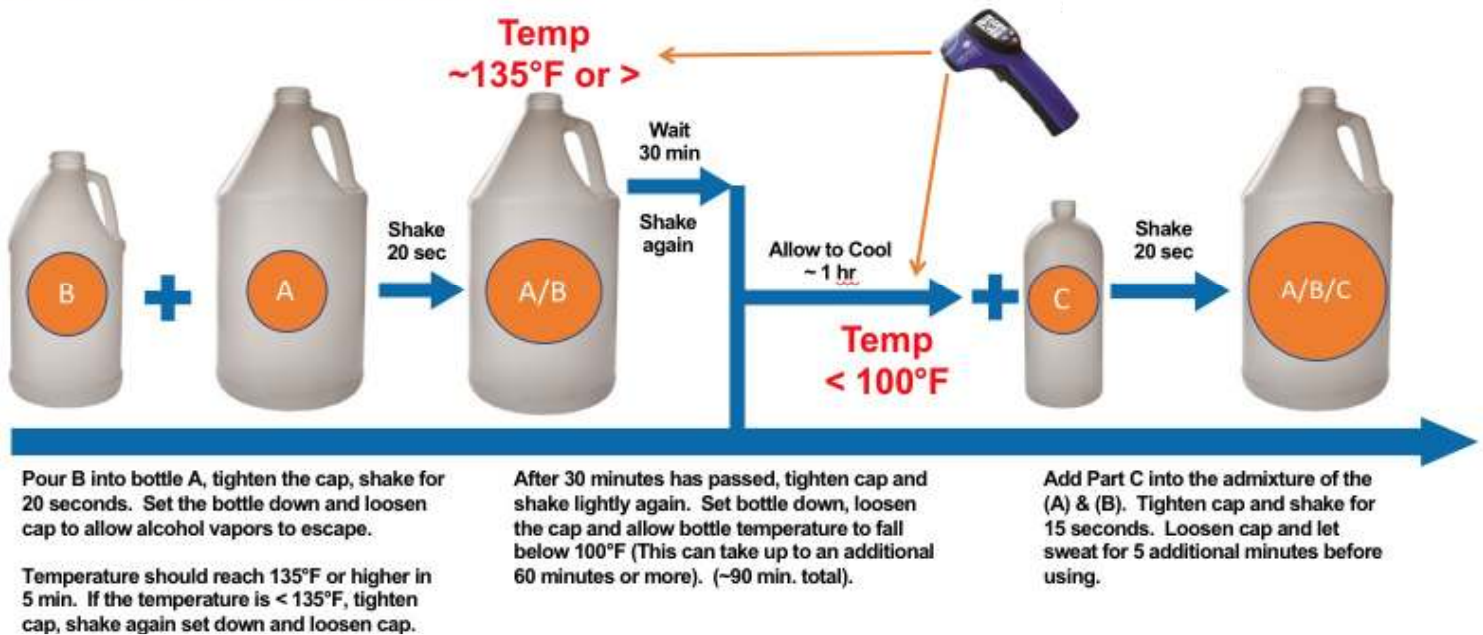 Temp
~135°F or >
Wait
30 min
Shake
again
Shake
20 sec
B
A
A/B
Allow to Cool
~ 1 hr
Temp
< 100°F
C
Shake
20 sec
A/B/C
Pour B into bottle A, tighten the cap, shake for
20 seconds. Set the bottle down and loosen
cap to allow alcohol vapors to escape.
Temperature should reach 135°F or higher in
5 min. If the temperature is < 135°F, tighten
cap, shake again set down and loosen cap.
After 30 minutes has passed, tighten cap and
shake lightly again. Set bottle down, loosen
the cap and allow bottle temperature to fall
below 100°F (This can take up to an additional
60 minutes or more). (~90 min. total).
Add Part C into the admixture of the
(A) & (B). Tighten cap and shake for
15 seconds. Loosen cap and let
sweat for 5 additional minutes before
using.